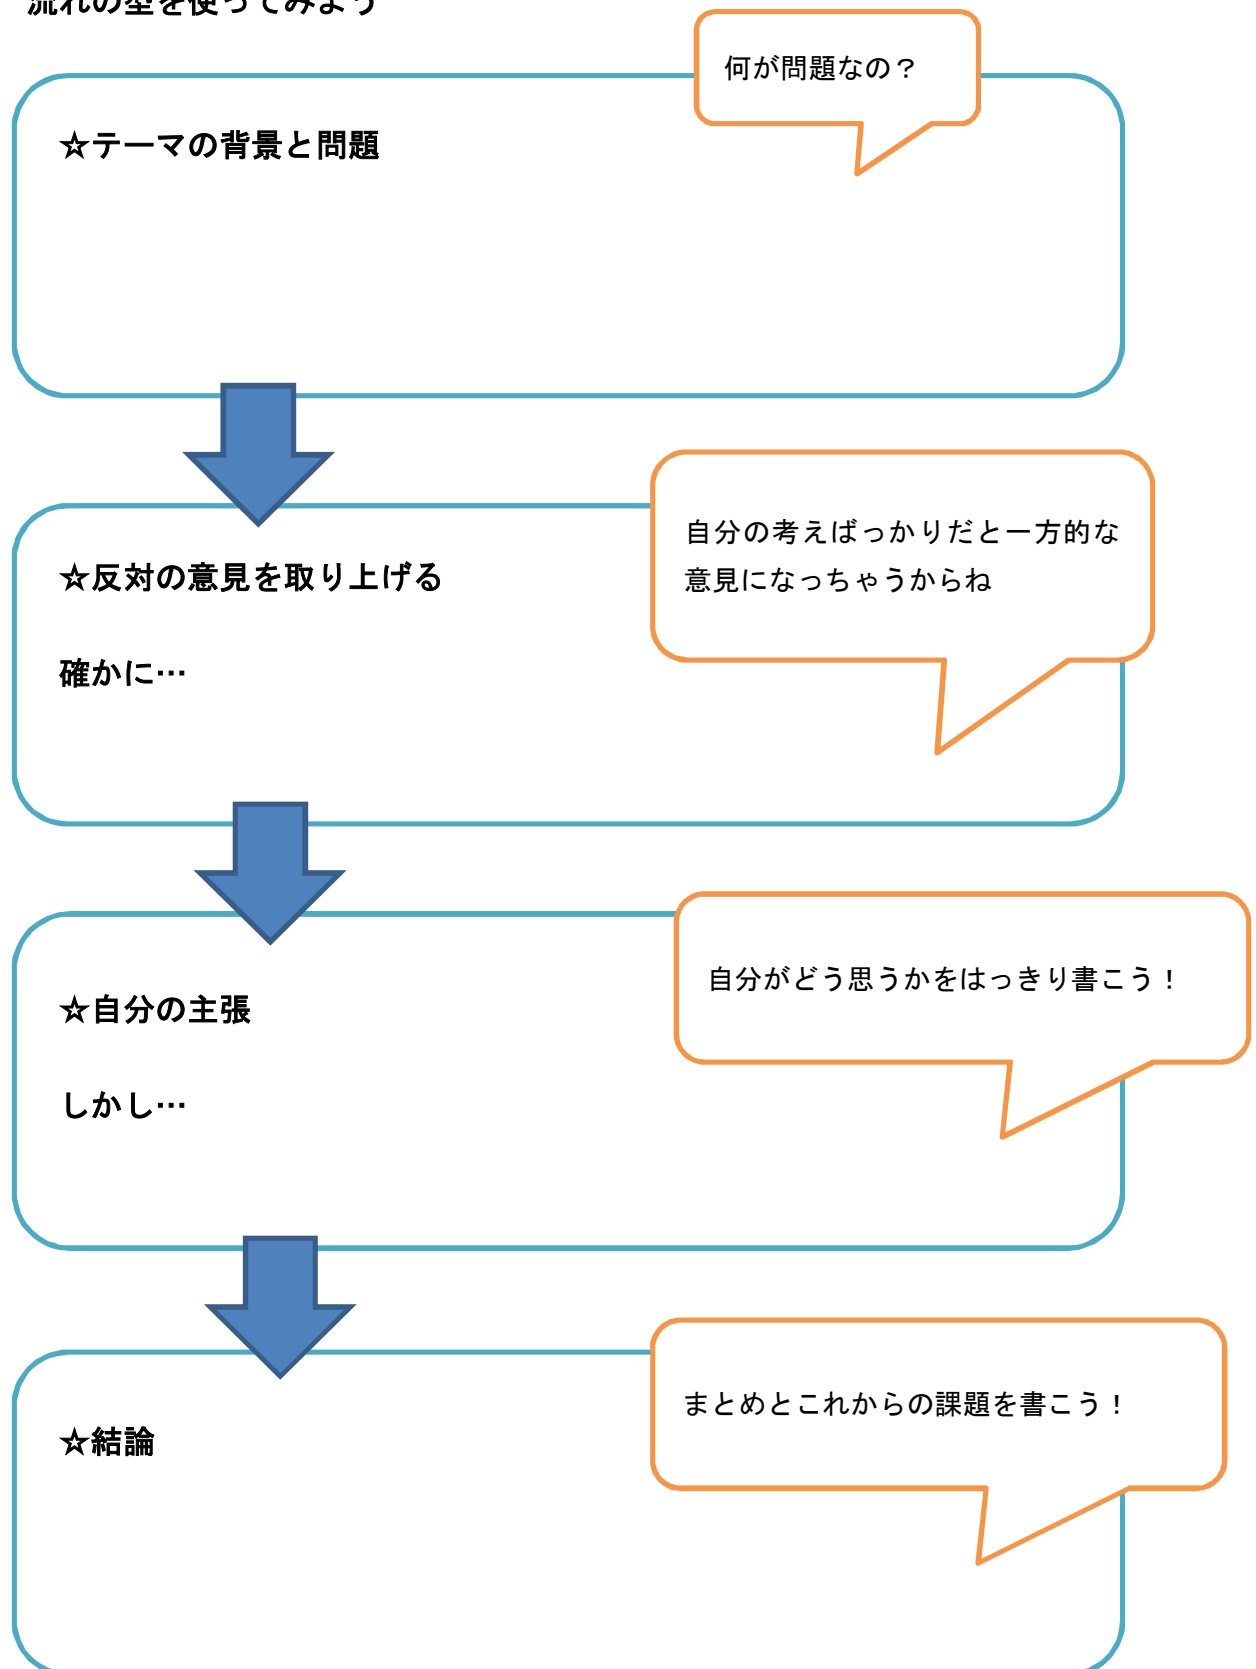 流れの型を使ってみよう
何が問題なの？
☆テーマの背景と問題
自分の考えばっかりだと一方的な
意見になっちゃうからね
☆反対の意見を取り上げる
確かに…
自分がどう思うかをはっきり書こう！
☆自分の主張
しかし…
まとめとこれからの課題を書こう！
☆結論